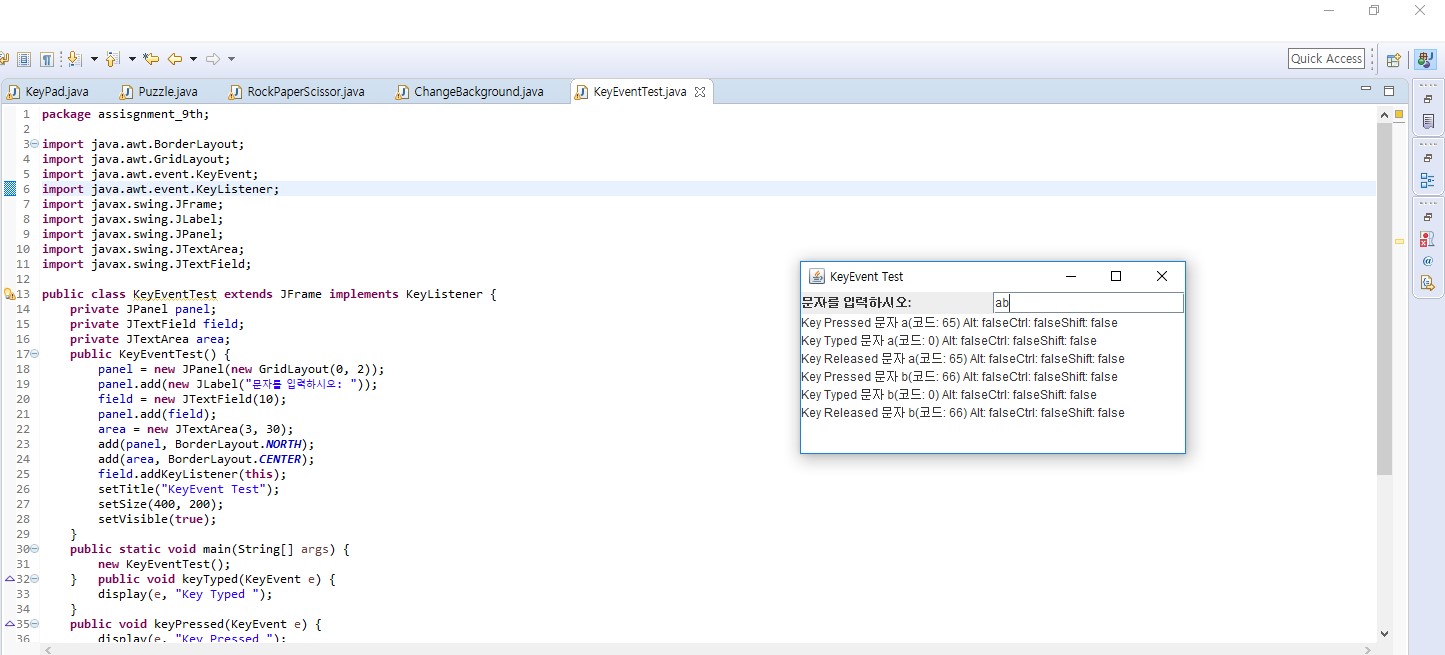 Quick Access
KeyPad.java
Puzzle.java
RockPaperScissor.java
ChangeBackground.java
KeyEventTest.java
1 package assisgnment_9th;
2
3 import java.awt.BorderLayout;
4 import java.awt.GridLayout;
5 import java.awt.event.KeyEvent;
6 import java.awt.event.KeyListener;
7 import javax.swing.JFrame;
8 import javax.swing.JLabel;
9 import javax.swing.JPanel;
10 import javax.swing.JTextArea;
11 import javax.swing.JTextField;
12
13 public class KeyEventTest extends JFrame implements KeyListener {
14 private JPanel panel;
15 private JTextField field;
16 private JTextArea area;
17 public KeyEventTest() {
18 panel = new JPanel(new GridLayout(0, 2));
19 panel.add(new JLabel("문자를 입력하시오: "));
20 field = new JTextField(10);
21 panel.add(field);
22 area = new JTextArea(3, 30);
23 add(panel, BorderLayout.NORTH);
24 add(area, BorderLayout.CENTER);
25 field.addKeyListener(this);
26 setTitle("KeyEvent Test");
27 setSize(400, 200);
28 setVisible(true);
29 }
30 public static void main(String[] args) {
31 new KeyEventTest();
32 } public void keyTyped(KeyEvent e) {
33 display(e, "Key Typed ");
34 }
35 public void keyPressed(KeyEvent e) {
36 display(e, "Key Pressed ");
KeyEvent Test
문자를 입력하시오: ab
Key Pressed 문자 a(코드: 65) Alt: falseCtrl: falseShift: false
Key Typed 문자 a(코드: 0) Alt: falseCtrl: falseShift: false
Key Released 문자 a(코드: 65) Alt: falseCtrl: falseShift: false
Key Pressed 문자 b(코드: 66) Alt: falseCtrl: falseShift: false
Key Typed 문자 b(코드: 0) Alt: falseCtrl: falseShift: false
Key Released 문자 b(코드: 66) Alt: falseCtrl: falseShift: false